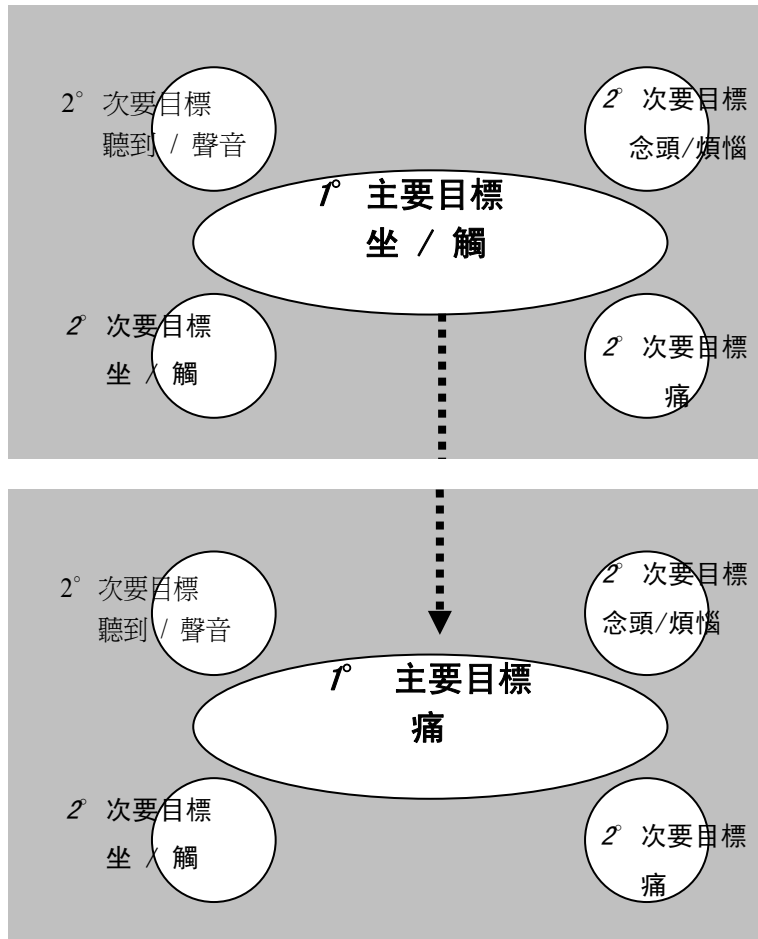 2° 次要目標
聽到 / 聲音
2° 次要目標
念頭/煩惱
1° 主要目標
坐 / 觸
2° 次要目標
坐 / 觸
2° 次要目標
痛
2° 次要目標
聽到 / 聲音
2° 次要目標
念頭/煩惱
1° 主要目標
痛
2° 次要目標
坐 / 觸
2° 次要目標
痛